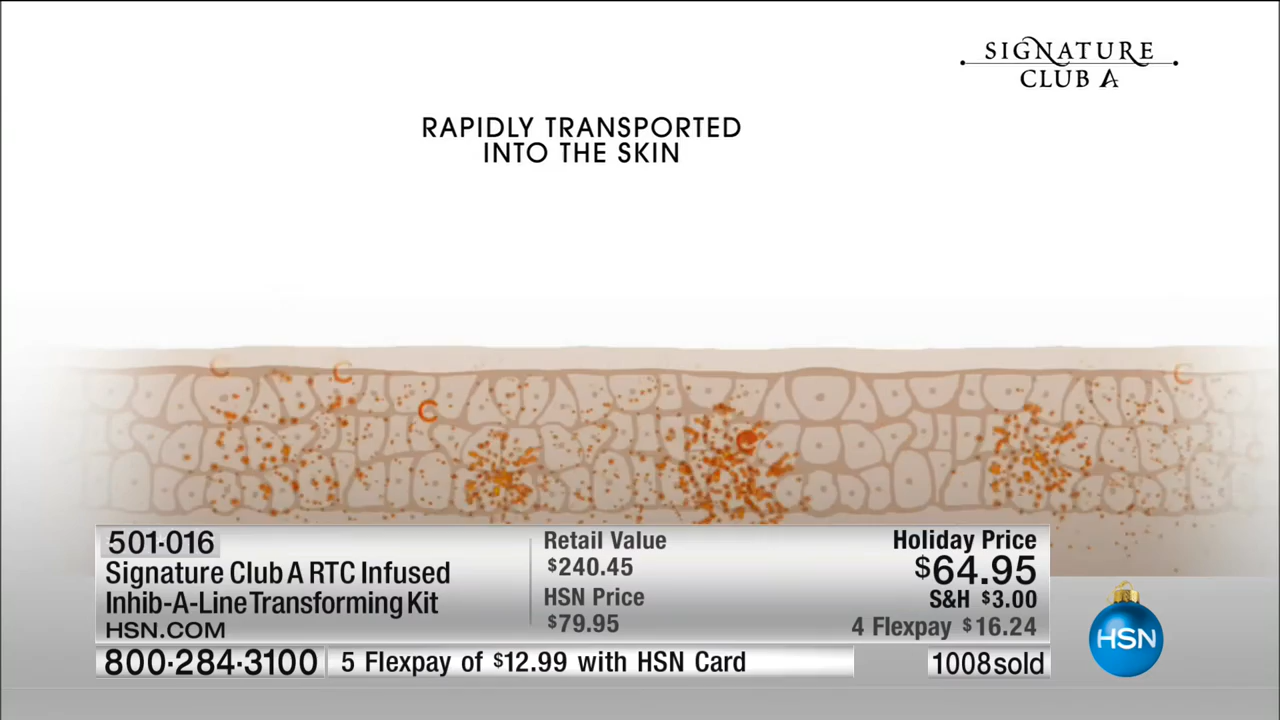 SIGNATURE
CLUB A
RAPIDLY TRANSPORTED
INTO THE SKIN
C
C
C
C
C
501-016
Signature Club A RTC Infused
Inhib-A-Line Transforming Kit
HSN.COM
Retail Value
$240.45
HSN Price
$79.95
Holiday Price
$64.95
S&H $3.00
4 Flexpay $16.24
HSN
800-284-3100
5 Flexpay of $12.99 with HSN Card
1008 sold